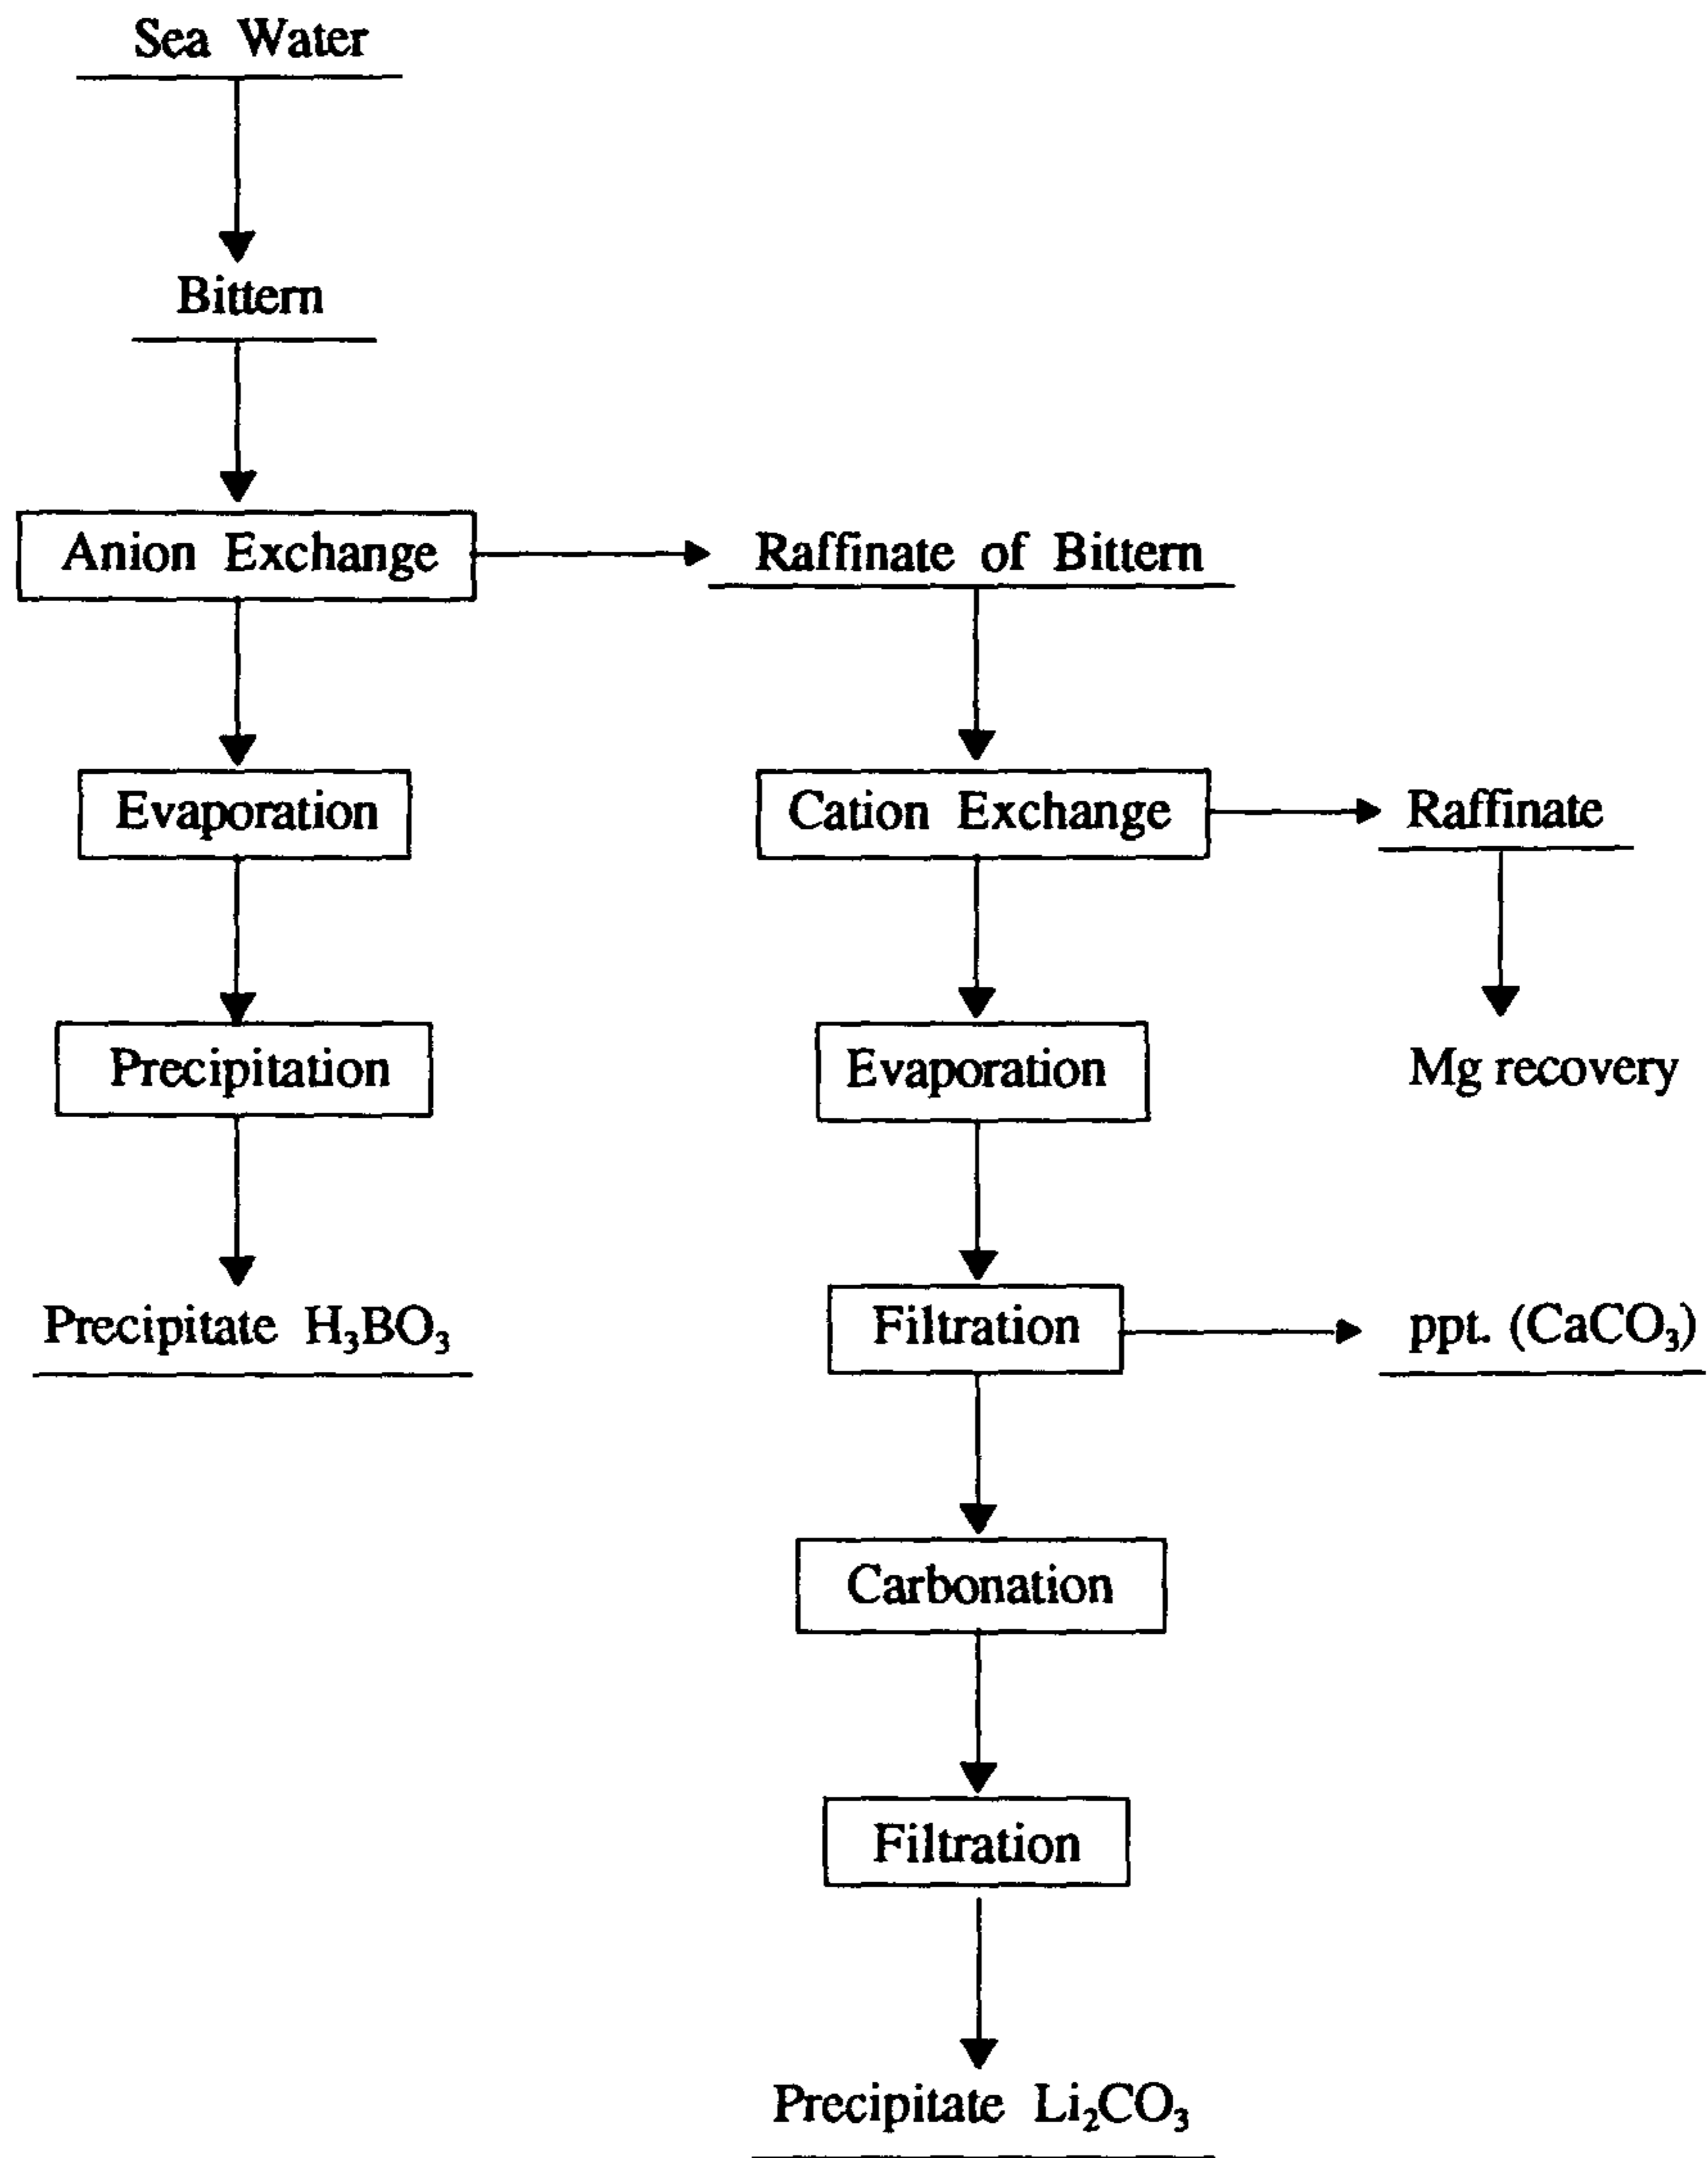 Sea Water
Bittern
Anion Exchange
Raffinate of Bittern
Evaporation
Cation Exchange
Raffinate
Precipitation
Evaporation
Mg recovery
Precipitate H₃BO₃
Filtration
ppt. (CaCO₃)
Carbonation
Filtration
Precipitate Li₂CO₃